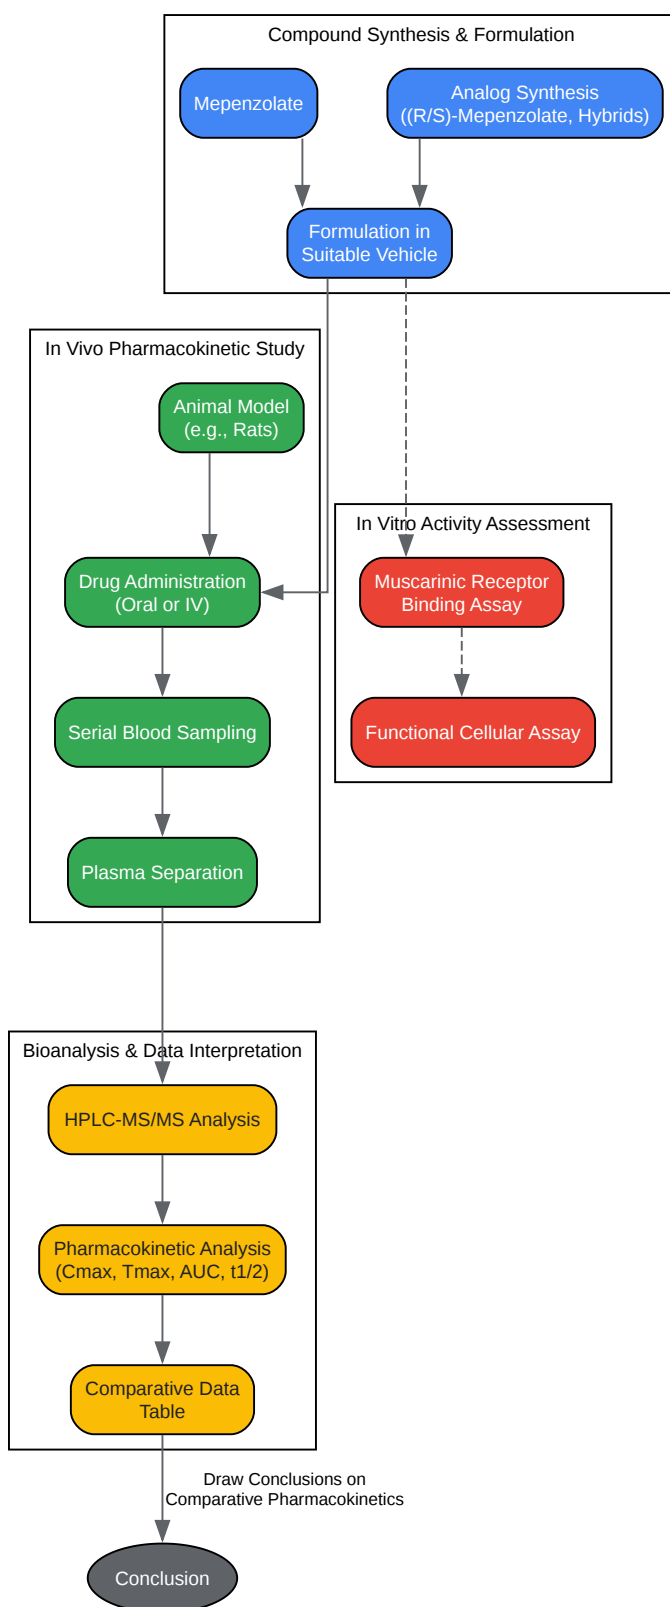 Compound Synthesis & Formulation
Mepenzolate
Analog Synthesis
((R/S)-Mepenzolate, Hybrids)
Formulation in
Suitable Vehicle
In Vivo Pharmacokinetic Study
Animal Model
(e.g., Rats)
Drug Administration
(Oral or IV)
Serial Blood Sampling
Plasma Separation
In Vitro Activity Assessment
Muscarinic Receptor
Binding Assay
Functional Cellular Assay
Bioanalysis & Data Interpretation
HPLC-MS/MS Analysis
Pharmacokinetic Analysis
(Cmax, Tmax, AUC, t1/2)
Comparative Data
Table
Draw Conclusions on
Comparative Pharmacokinetics
Conclusion